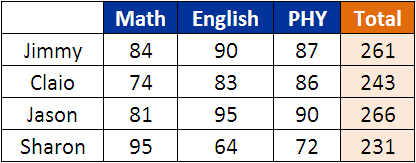 Math English PHY Total
Jimmy 84 90 87 261
Claio 74 83 86 243
Jason 81 95 90 266
Sharon 95 64 72 231